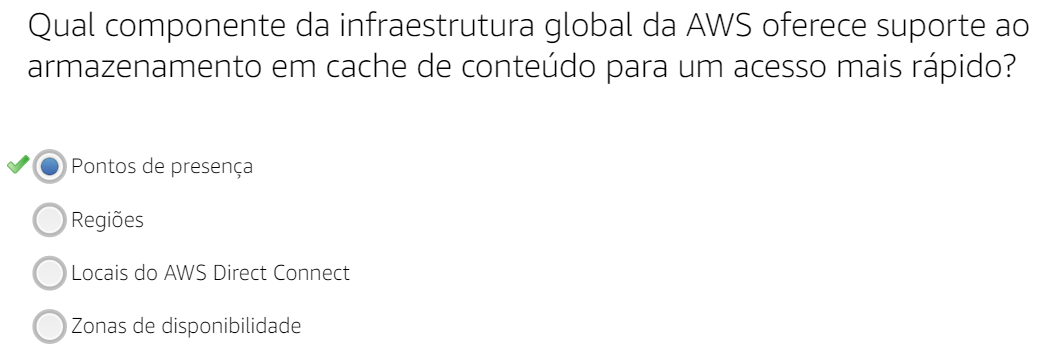 Qual componente da infraestrutura global da AWS oferece suporte ao
armazenamento em cache de conteúdo para um acesso mais rápido?
Pontos de presença
Regiões
Locais do AWS Direct Connect
Zonas de disponibilidade